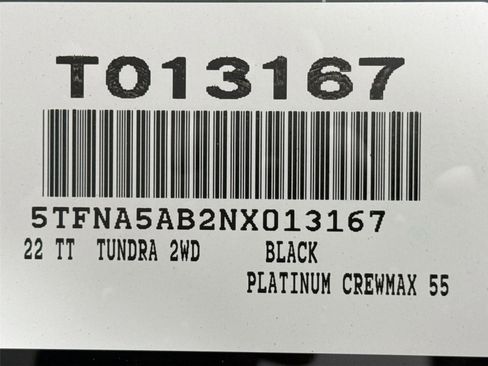 T013167
5TFNA5AB2NX013167
22 TT TUNDRA 2WD BLACK
PLATINUM CREWMAX 55